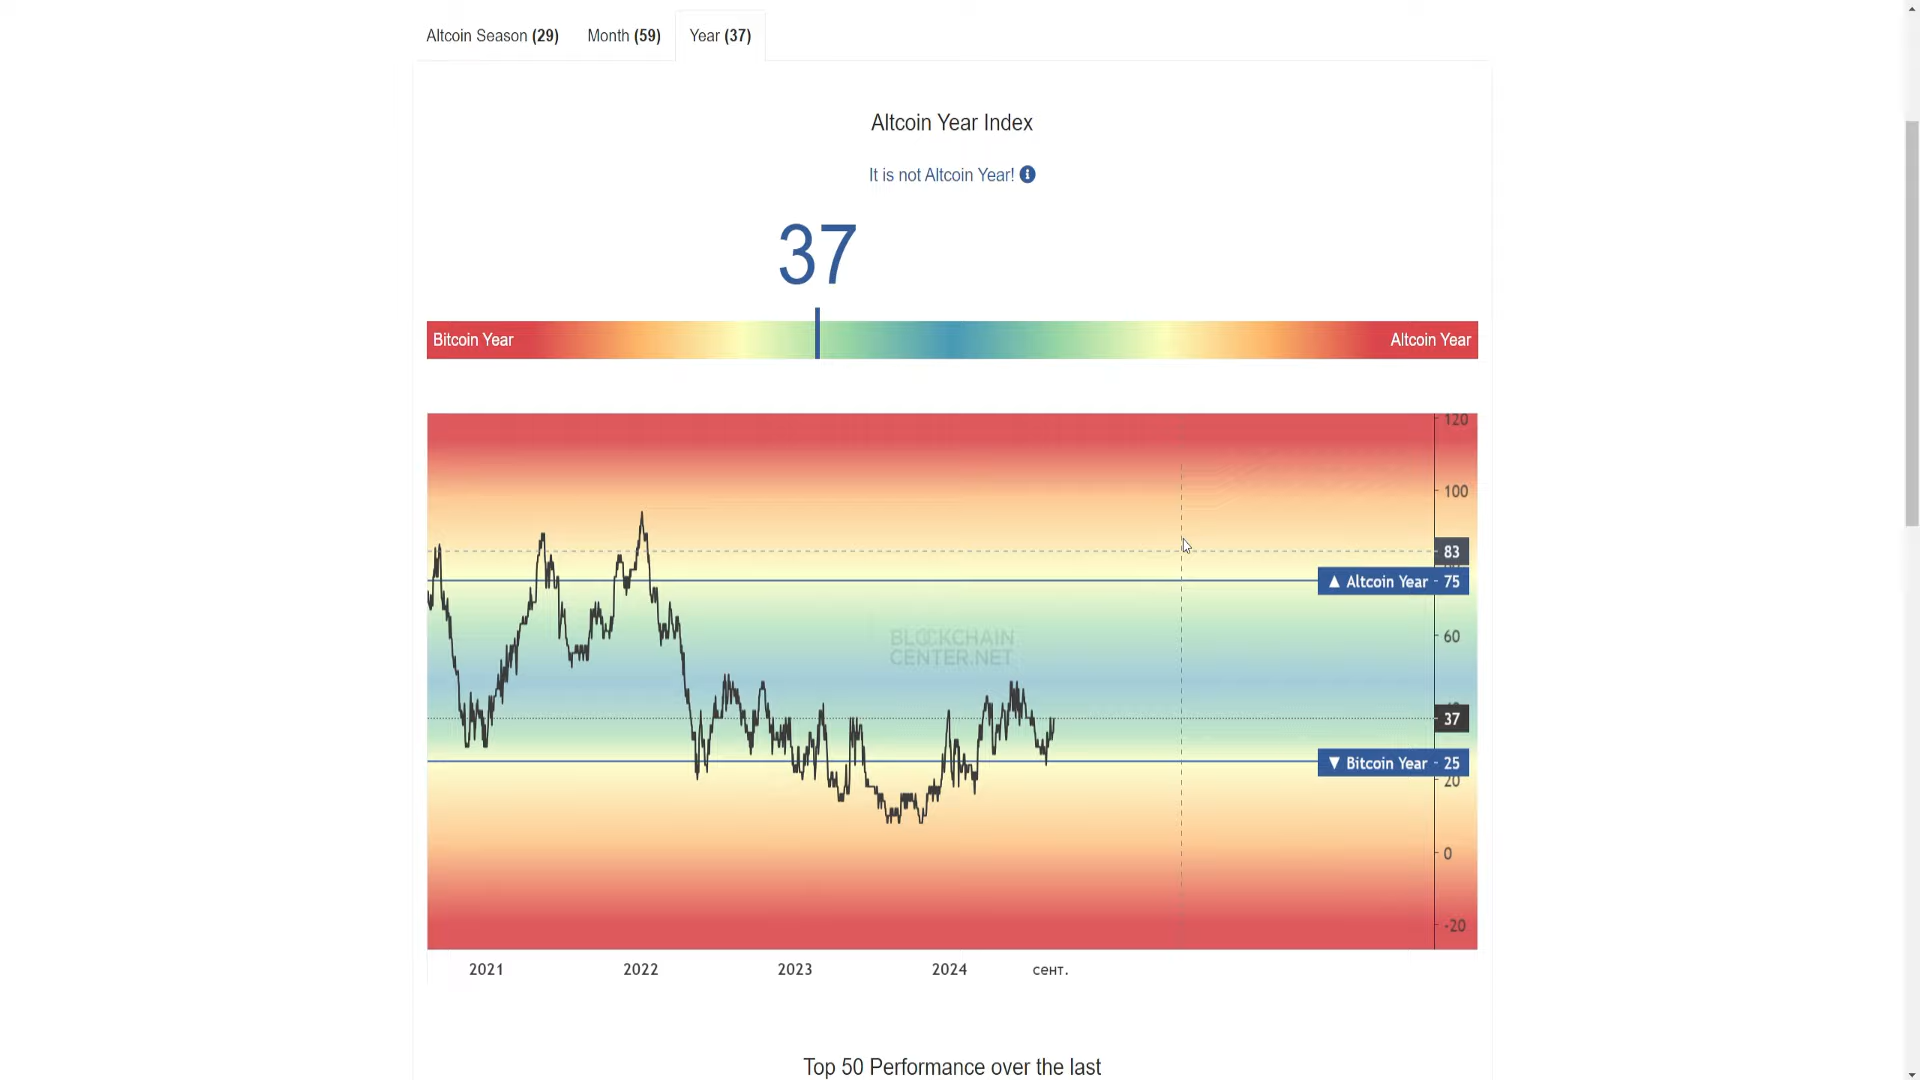 Altcoin Season (29) Month (59) Year (37)
Altcoin Year Index
It is not Altcoin Year!
37
Bitcoin Year Altcoin Year
120
100
83
▲ Altcoin Year - 75
60
BLOCKCHAIN
CENTER.NET
37
▼ Bitcoin Year - 25
20
0
-20
2021 2022 2023 2024 сент.
Top 50 Performance over the last